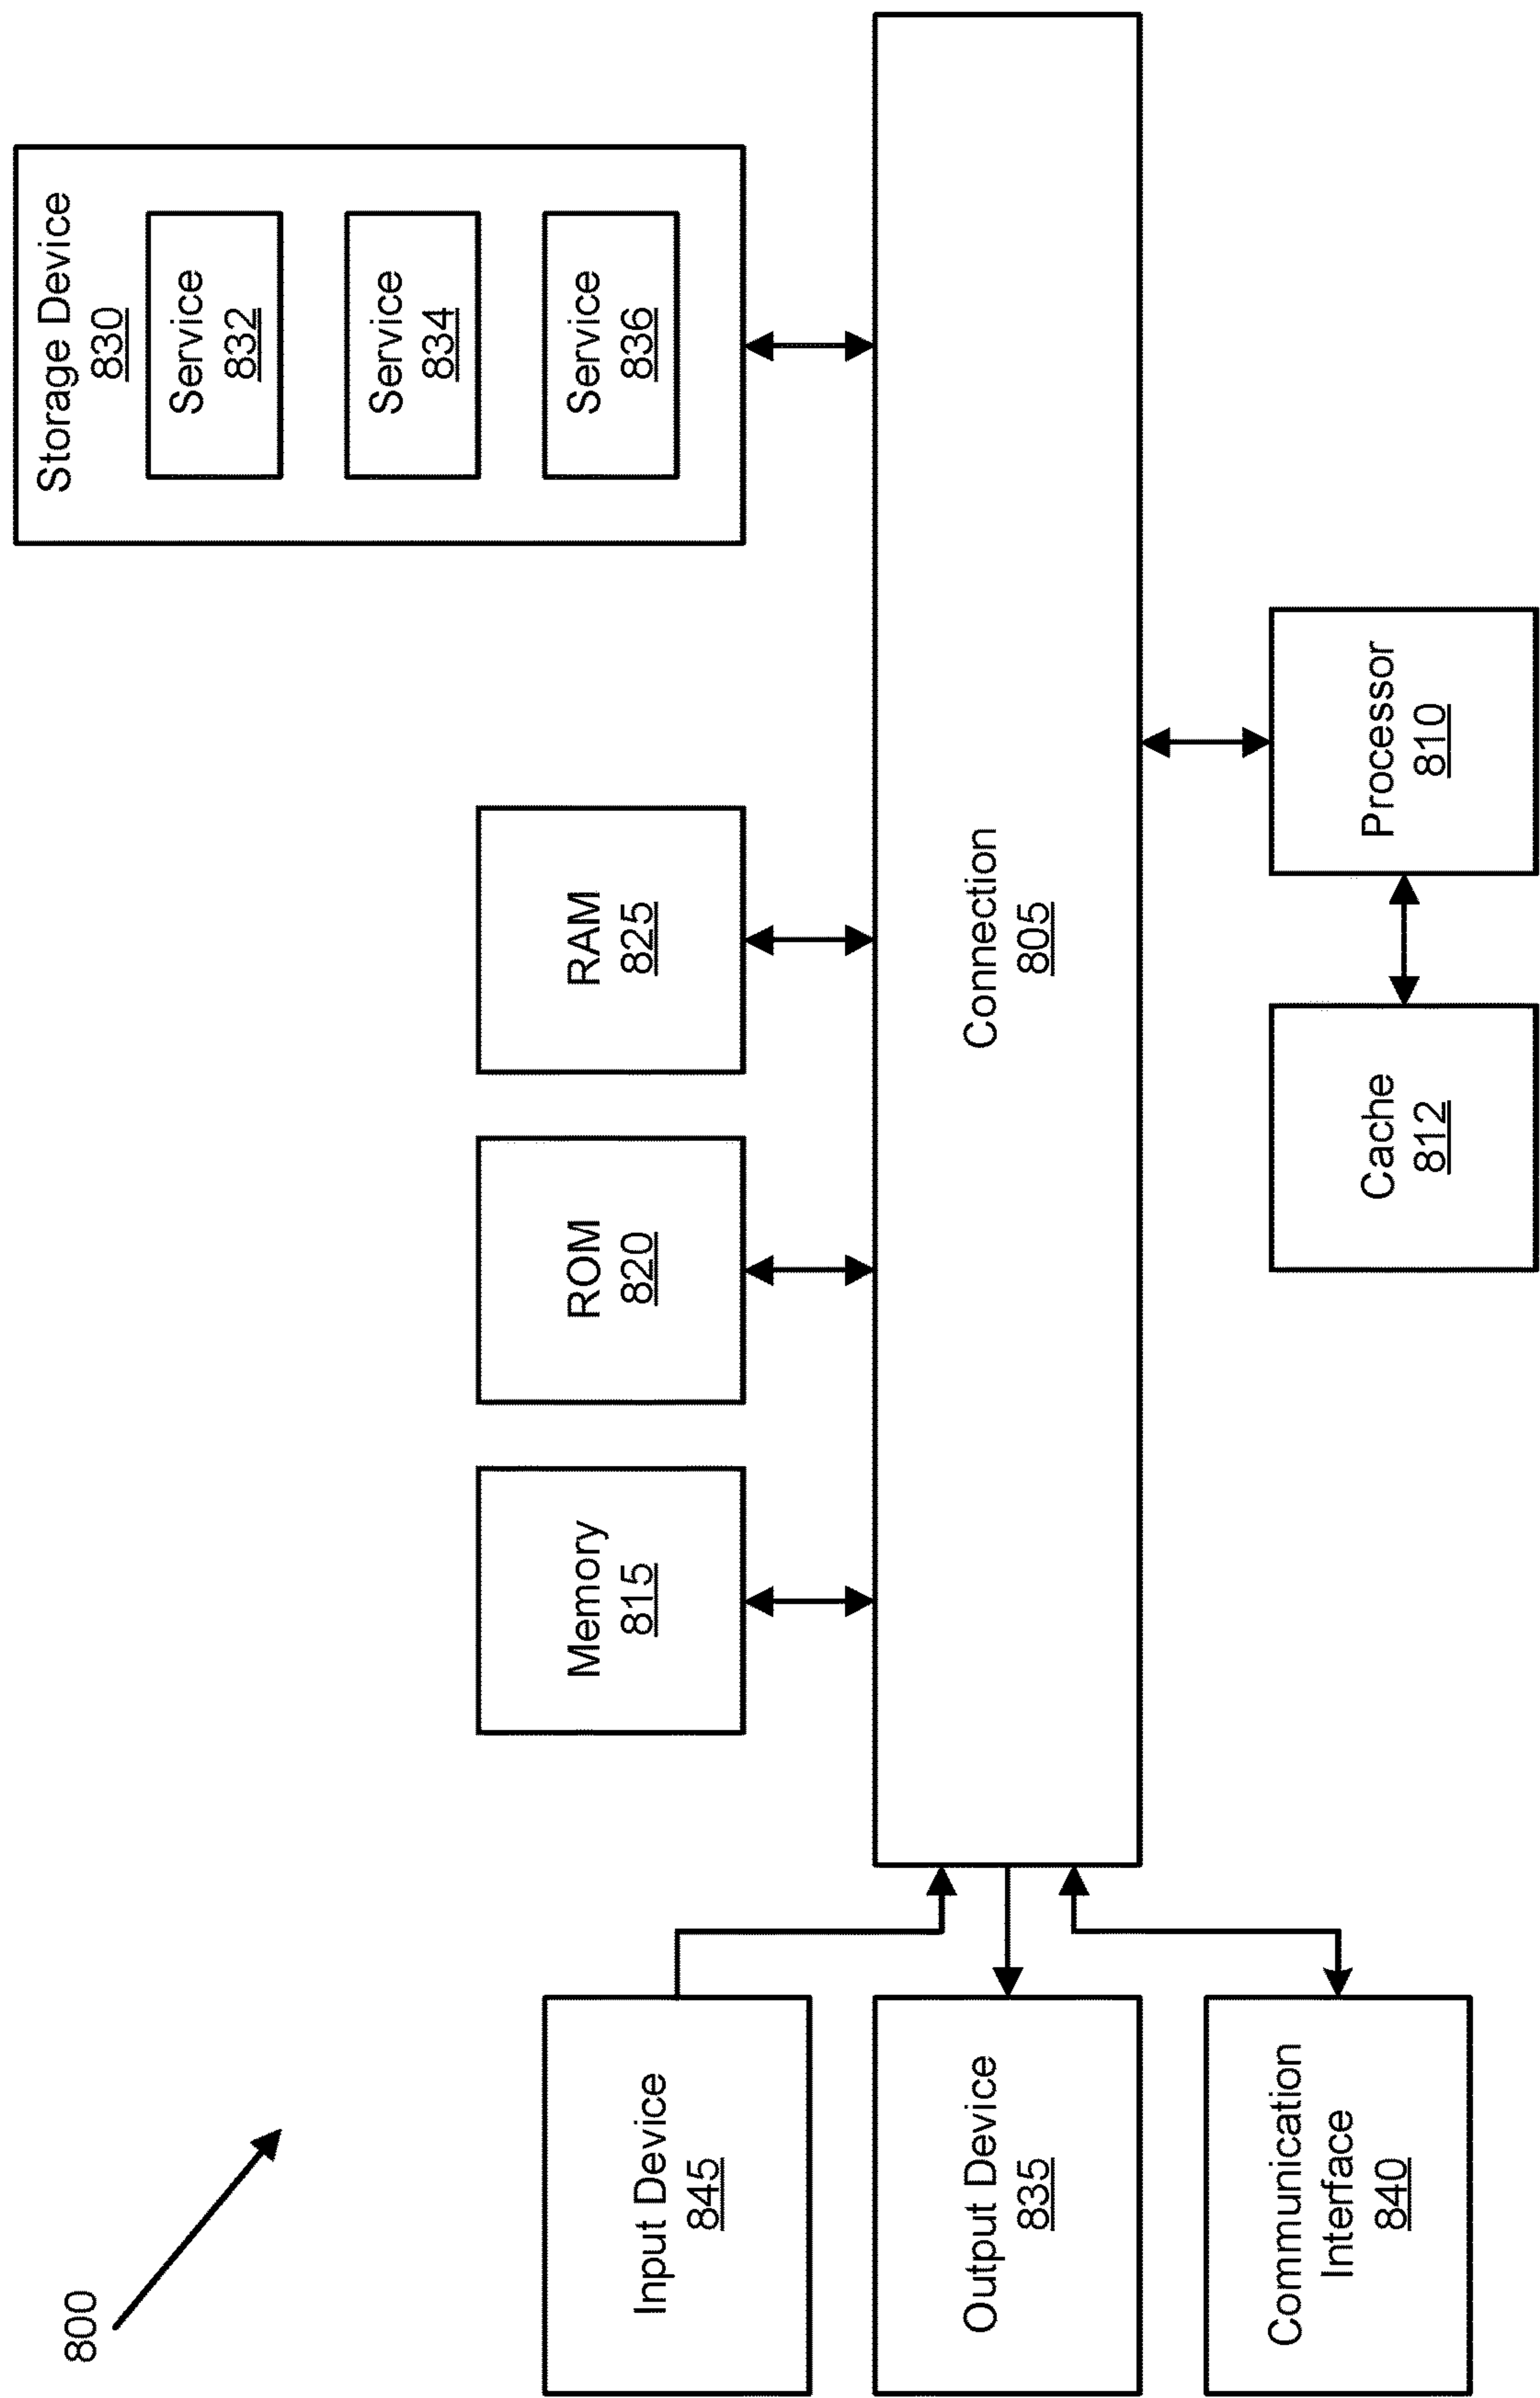 800
Storage Device
830
Service
832
Service
834
Service
836
Memory
815
ROM
820
RAM
825
Input Device
845
Connection
805
Output Device
835
Communication
Interface
840
Cache
812
Processor
810